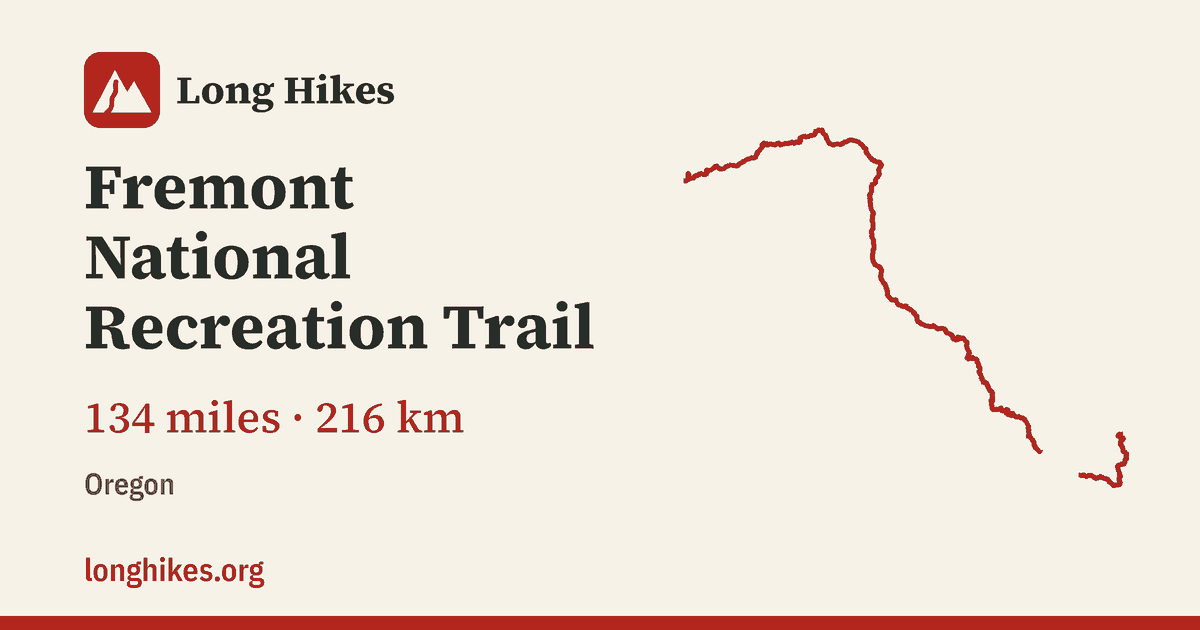 Long Hikes
Fremont
National
Recreation Trail
134 miles · 216 km
Oregon
longhikes.org